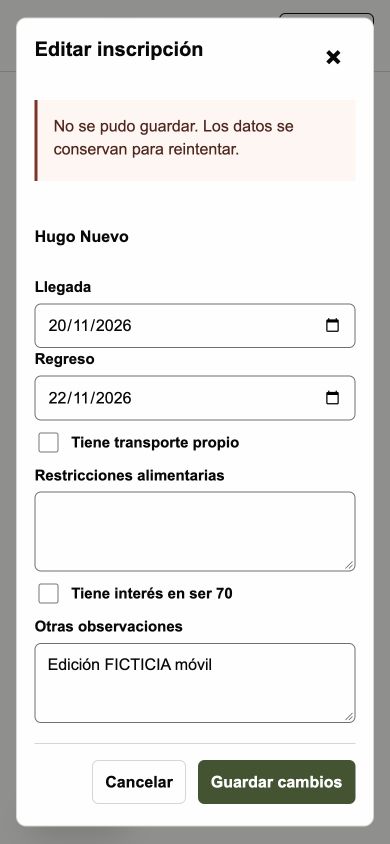 Editar inscripción
No se pudo guardar. Los datos se
conservan para reintentar.
Hugo Nuevo
Llegada
20/11/2026
Regreso
22/11/2026
Tiene transporte propio
Restricciones alimentarias
Tiene interés en ser 70
Otras observaciones
Edición FICTICIA móvil
Cancelar
Guardar cambios